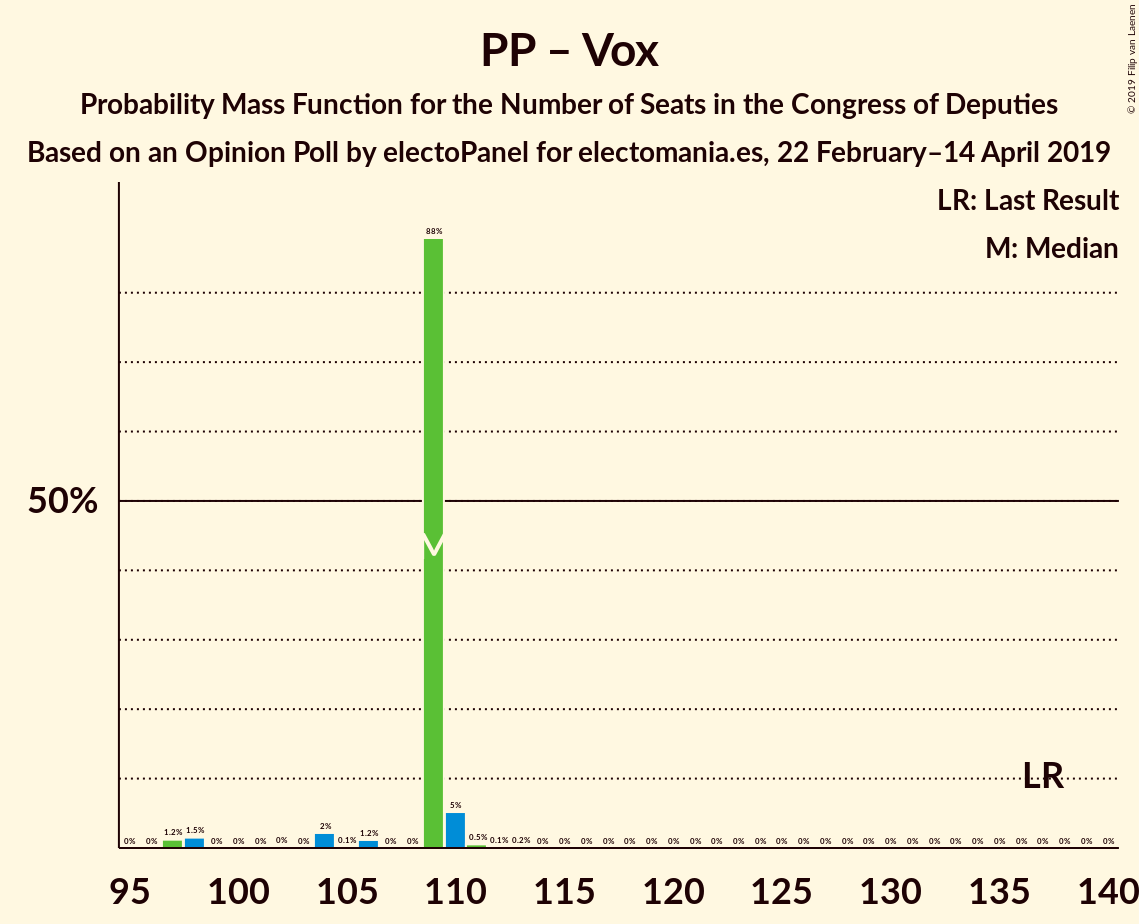 PP – Vox
Probability Mass Function for the Number of Seats in the Congress of Deputies
Based on an Opinion Poll by electoPanel for electomania.es, 22 February–14 April 2019
© 2019 Filip van Laenen
LR: Last Result
M: Median
88%
50%
LR
0% 0% 1.2% 1.5% 0% 0% 0% 0% 0% 2% 0.1% 1.2% 0% 0% 5% 0.5% 0.1% 0.2% 0% 0% 0% 0% 0% 0% 0% 0% 0% 0% 0% 0% 0% 0% 0% 0% 0% 0% 0% 0% 0% 0% 0% 0% 0% 0% 0%
95 100 105 110 115 120 125 130 135 140